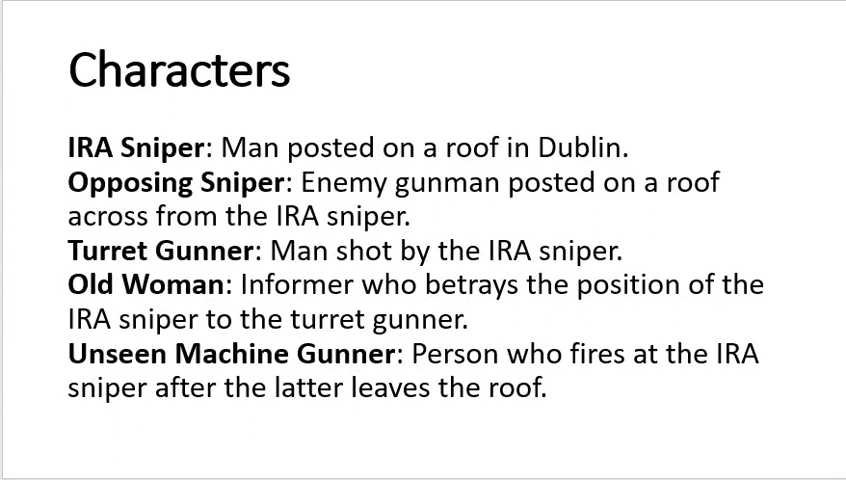 Characters
IRA Sniper: Man posted on a roof in Dublin.
Opposing Sniper: Enemy gunman posted on a roof
across from the IRA sniper.
Turret Gunner: Man shot by the IRA sniper.
Old Woman: Informer who betrays the position of the
IRA sniper to the turret gunner.
Unseen Machine Gunner: Person who fires at the IRA
sniper after the latter leaves the roof.